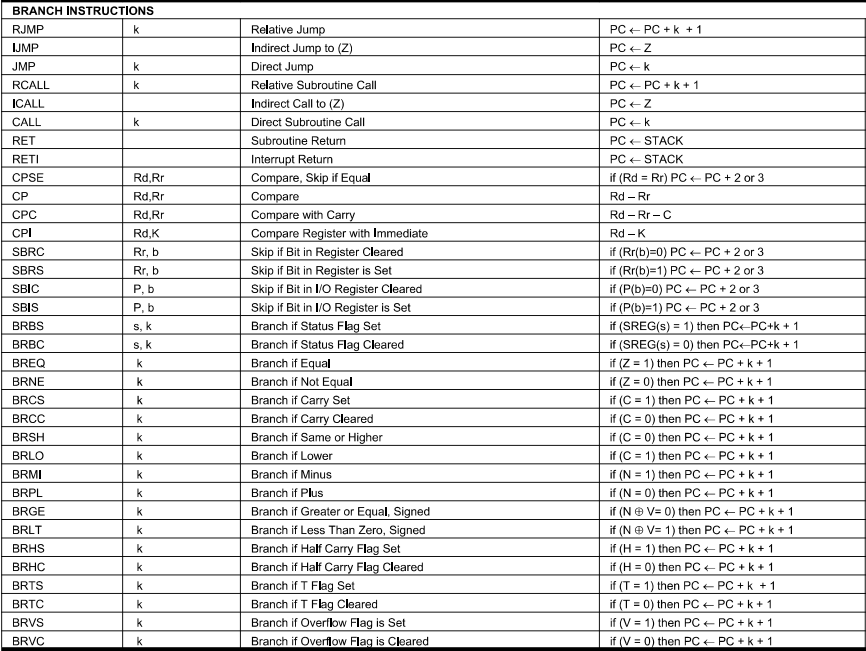 BRANCH INSTRUCTIONS
RJMP k Relative Jump PC ← PC + k + 1
IJMP Indirect Jump to (Z) PC ← Z
JMP k Direct Jump PC ← k
RCALL k Relative Subroutine Call PC ← PC + k + 1
ICALL Indirect Call to (Z) PC ← Z
CALL k Direct Subroutine Call PC ← k
RET Subroutine Return PC ← STACK
RETI Interrupt Return PC ← STACK
CPSE Rd,Rr Compare, Skip if Equal if (Rd = Rr) PC ← PC + 2 or 3
CP Rd,Rr Compare Rd – Rr
CPC Rd,Rr Compare with Carry Rd – Rr – C
CPI Rd,K Compare Register with Immediate Rd – K
SBRC Rr, b Skip if Bit in Register Cleared if (Rr(b)=0) PC ← PC + 2 or 3
SBRS Rr, b Skip if Bit in Register is Set if (Rr(b)=1) PC ← PC + 2 or 3
SBIC P, b Skip if Bit in I/O Register Cleared if (P(b)=0) PC ← PC + 2 or 3
SBIS P, b Skip if Bit in I/O Register is Set if (P(b)=1) PC ← PC + 2 or 3
BRBS s, k Branch if Status Flag Set if (SREG(s) = 1) then PC←PC+k + 1
BRBC s, k Branch if Status Flag Cleared if (SREG(s) = 0) then PC←PC+k + 1
BREQ k Branch if Equal if (Z = 1) then PC ← PC + k + 1
BRNE k Branch if Not Equal if (Z = 0) then PC ← PC + k + 1
BRCS k Branch if Carry Set if (C = 1) then PC ← PC + k + 1
BRCC k Branch if Carry Cleared if (C = 0) then PC ← PC + k + 1
BRSH k Branch if Same or Higher if (C = 0) then PC ← PC + k + 1
BRLO k Branch if Lower if (C = 1) then PC ← PC + k + 1
BRMI k Branch if Minus if (N = 1) then PC ← PC + k + 1
BRPL k Branch if Plus if (N = 0) then PC ← PC + k + 1
BRGE k Branch if Greater or Equal, Signed if (N ⊕ V= 0) then PC ← PC + k + 1
BRLT k Branch if Less Than Zero, Signed if (N ⊕ V= 1) then PC ← PC + k + 1
BRHS k Branch if Half Carry Flag Set if (H = 1) then PC ← PC + k + 1
BRHC k Branch if Half Carry Flag Cleared if (H = 0) then PC ← PC + k + 1
BRTS k Branch if T Flag Set if (T = 1) then PC ← PC + k + 1
BRTC k Branch if T Flag Cleared if (T = 0) then PC ← PC + k + 1
BRVS k Branch if Overflow Flag is Set if (V = 1) then PC ← PC + k + 1
BRVC k Branch if Overflow Flag is Cleared if (V = 0) then PC ← PC + k + 1